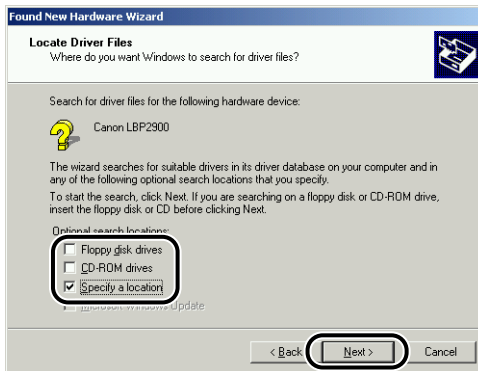 Found New Hardware Wizard
Locate Driver Files
Where do you want Windows to search for driver files?
Search for driver files for the following hardware device:
Canon LBP2900
The wizard searches for suitable drivers in its driver database on your computer and in
any of the following optional search locations that you specify.
To start the search, click Next. If you are searching on a floppy disk or CD-ROM drive,
insert the floppy disk or CD before clicking Next.
Optional search locations:
Floppy disk drives
CD-ROM drives
Specify a location
Microsoft Windows Update
< Back Next > Cancel